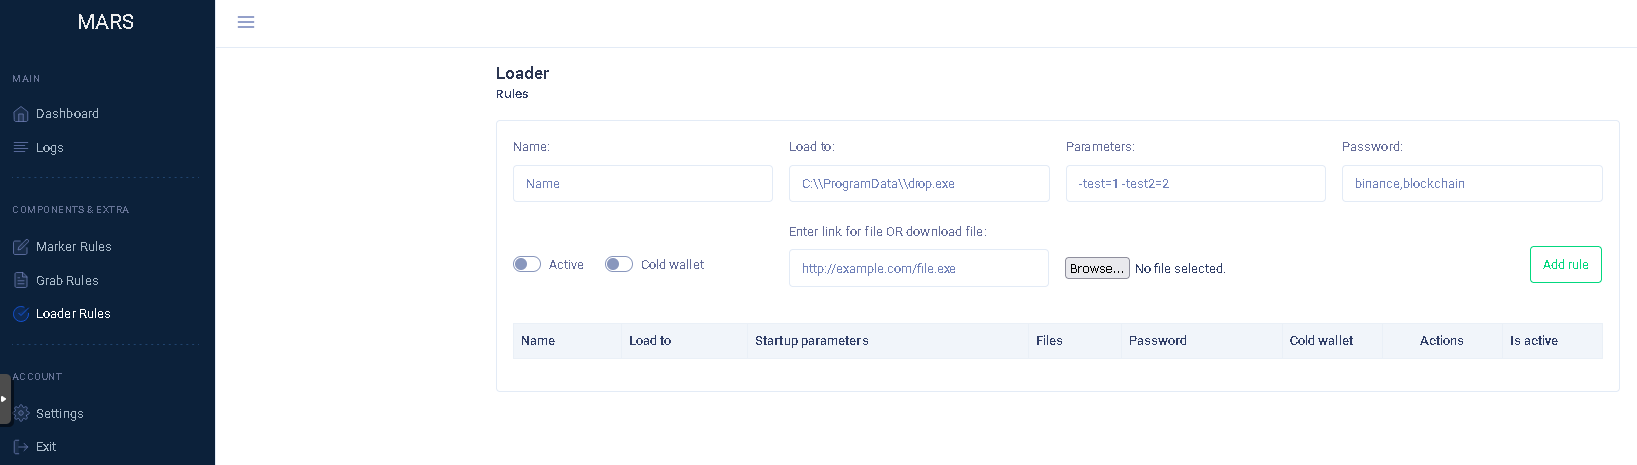 MARS
MAIN
Dashboard
Logs
COMPONENTS & EXTRA
Marker Rules
Grab Rules
Loader Rules
ACCOUNT
Settings
Exit
Loader
Rules
Name: Load to: Parameters: Password:
Name C:\\ProgramData\\drop.exe -test=1 -test2=2 binance,blockchain
Enter link for file OR download file:
Active Cold wallet http://example.com/file.exe Browse... No file selected. Add rule
Name Load to Startup parameters Files Password Cold wallet Actions Is active